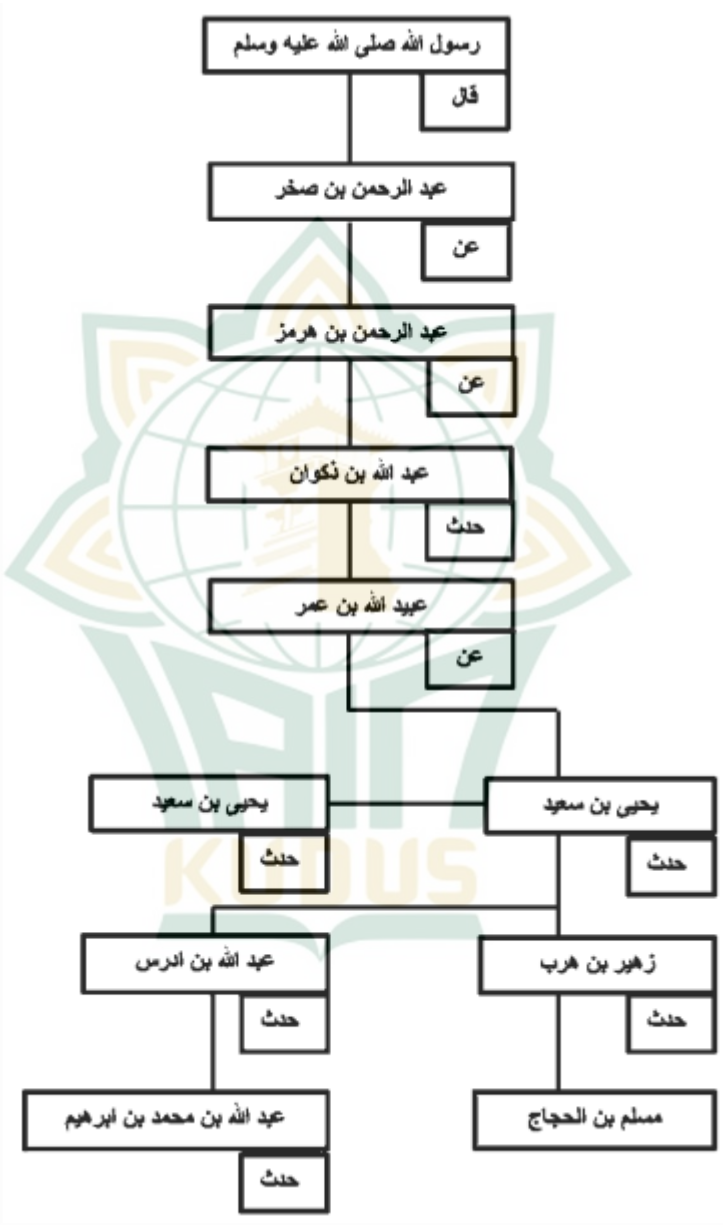 رسول الله صلى الله عليه وسلم
قال
عبد الرحمن بن صخر
عن
عبد الرحمن بن هرمز
عن
عبد الله بن ذكوان
حدث
عبيد الله بن عمر
عن
يحيى بن سعيد
يحيى بن سعيد
حدث
حدث
زهير بن هرب
عبد الله بن ادرس
حدث
حدث
مسلم بن الحجاج
عبد الله بن محمد بن ابرهيم
حدث
IAIN
KUDUS